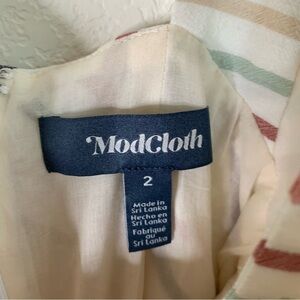 ModCloth
2
Made in
Sri Lanka
Hecho en
Sri Lanka
Fabriqué
au
Sri Lanka